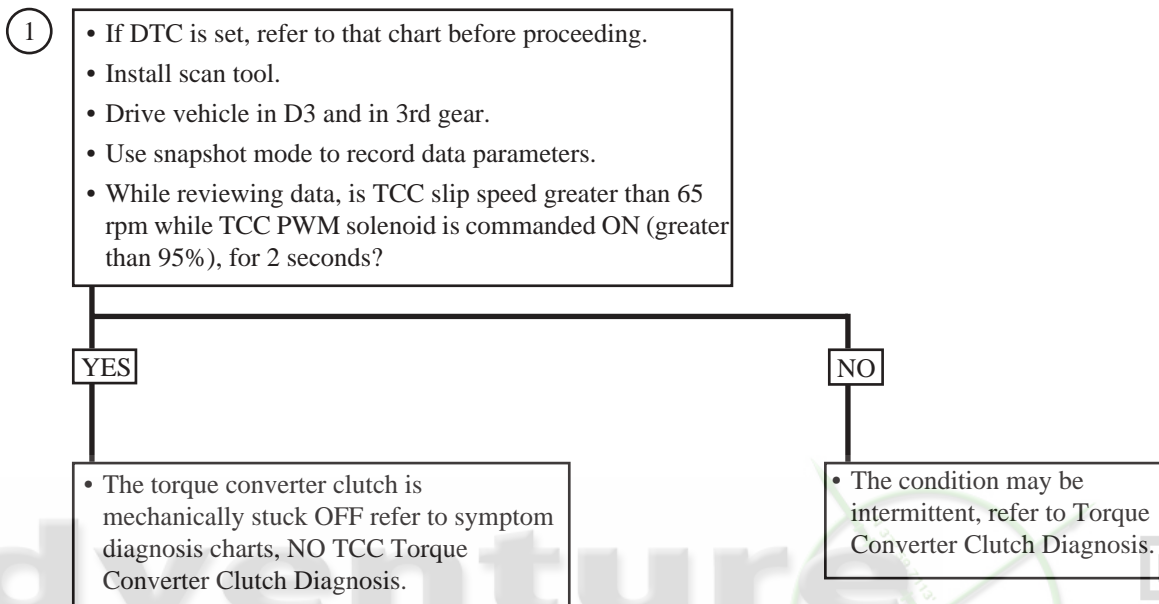 1
• If DTC is set, refer to that chart before proceeding.
• Install scan tool.
• Drive vehicle in D3 and in 3rd gear.
• Use snapshot mode to record data parameters.
• While reviewing data, is TCC slip speed greater than 65
rpm while TCC PWM solenoid is commanded ON (greater
than 95%), for 2 seconds?
YES
NO
• The torque converter clutch is
mechanically stuck OFF refer to symptom
diagnosis charts, NO TCC Torque
Converter Clutch Diagnosis.
• The condition may be
intermittent, refer to Torque
Converter Clutch Diagnosis.
dventure